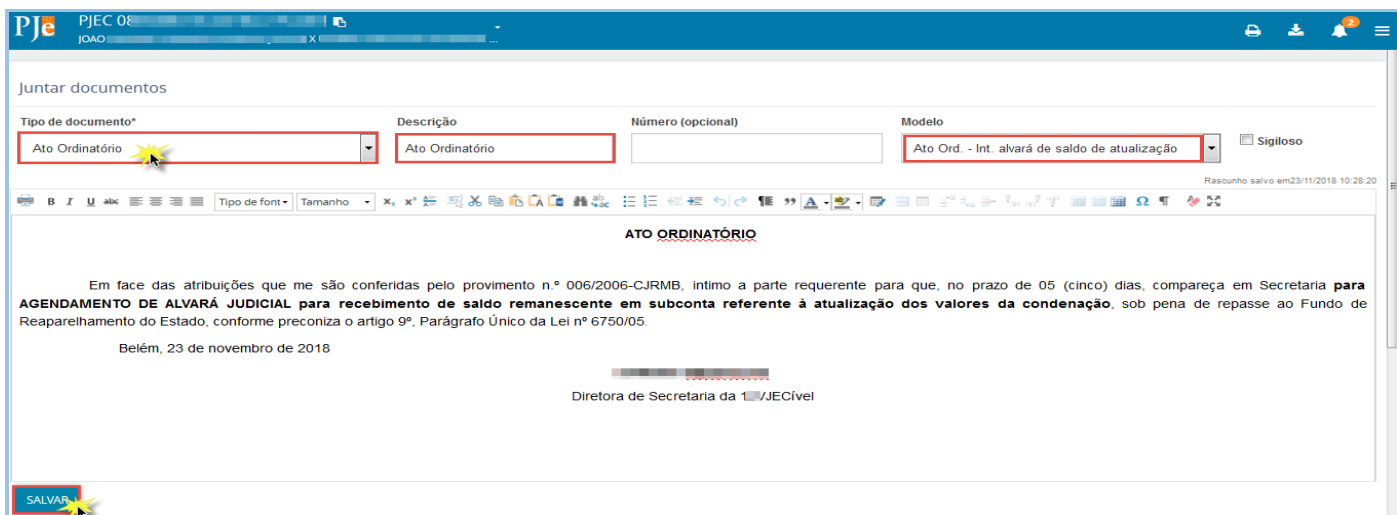 PJe PJEC 08
JOAO X ...
2
Juntar documentos
Tipo de documento* Descrição Número (opcional) Modelo
Ato Ordinatório Ato Ordinatório Ato Ord. - Int. alvará de saldo de atualização Sigiloso
Rascunho salvo em23/11/2018 10:28:20
B I U abc Tipo de font Tamanho
ATO ORDINATÓRIO
Em face das atribuições que me são conferidas pelo provimento n.º 006/2006-CJRMB, intimo a parte requerente para que, no prazo de 05 (cinco) dias, compareça em Secretaria para
AGENDAMENTO DE ALVARÁ JUDICIAL para recebimento de saldo remanescente em subconta referente à atualização dos valores da condenação, sob pena de repasse ao Fundo de
Reaparelhamento do Estado, conforme preconiza o artigo 9º, Parágrafo Único da Lei nº 6750/05.
Belém, 23 de novembro de 2018
Diretora de Secretaria da 1 /JECível
SALVAR